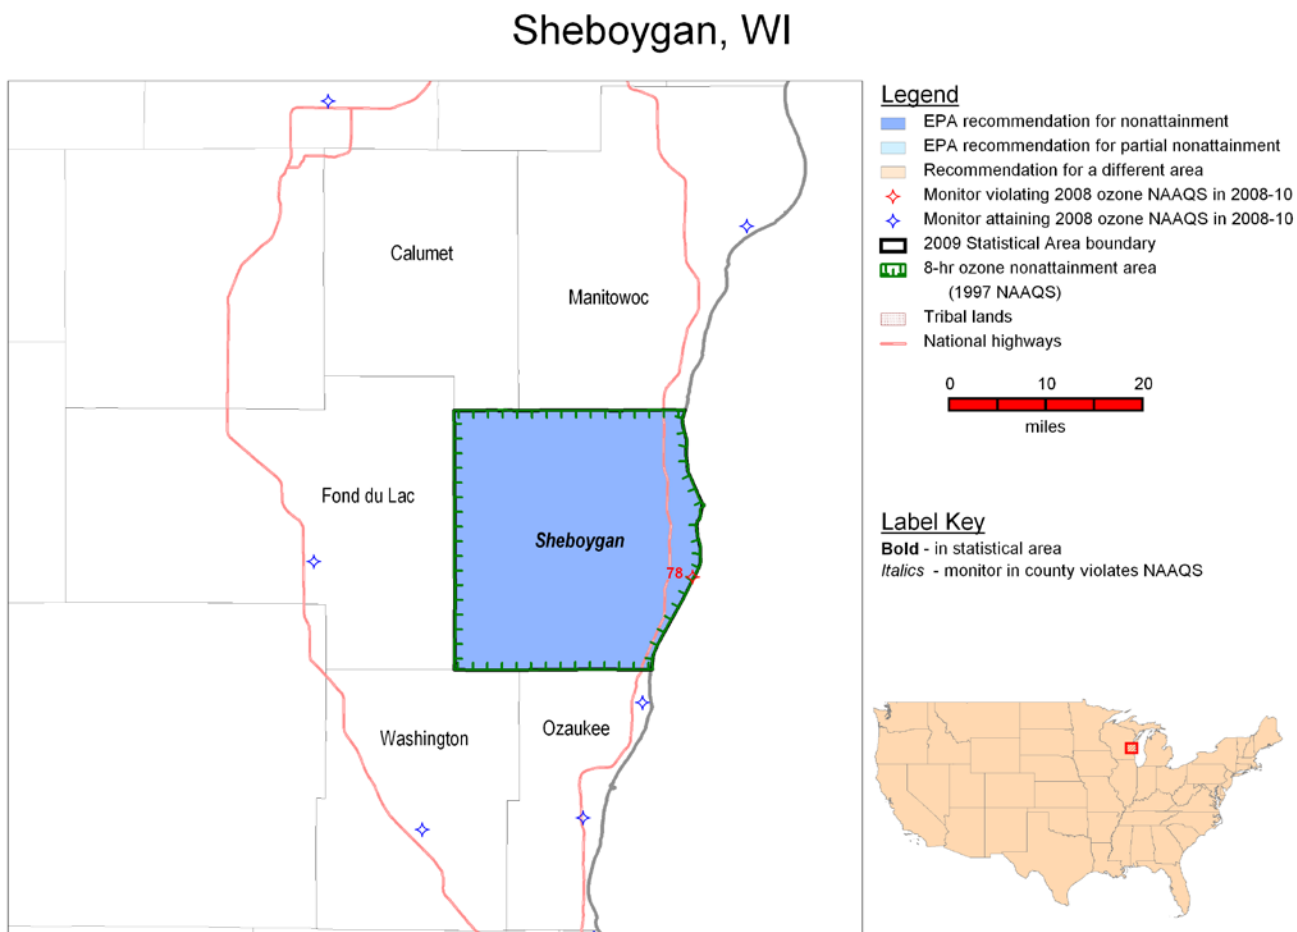 Sheboygan, WI
Calumet
Manitowoc
Fond du Lac
Sheboygan
78
Washington
Ozaukee
Legend
EPA recommendation for nonattainment
EPA recommendation for partial nonattainment
Recommendation for a different area
Monitor violating 2008 ozone NAAQS in 2008-10
Monitor attaining 2008 ozone NAAQS in 2008-10
2009 Statistical Area boundary
8-hr ozone nonattainment area
(1997 NAAQS)
Tribal lands
National highways
0 10 20
miles
Label Key
Bold - in statistical area
Italics - monitor in county violates NAAQS